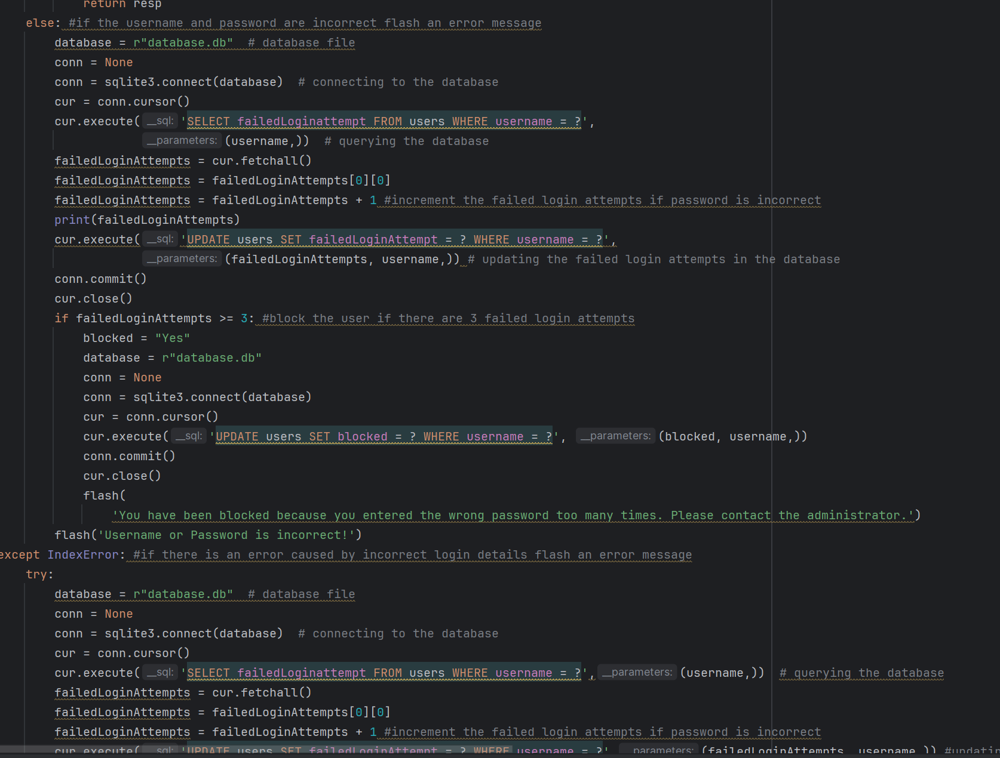 return resp
else: #if the username and password are incorrect flash an error message
database = r"database.db"  # database file
conn = None
conn = sqlite3.connect(database)  # connecting to the database
cur = conn.cursor()
cur.execute( __sql: 'SELECT failedLoginattempt FROM users WHERE username = ?',
__parameters: (username,))  # querying the database
failedLoginAttempts = cur.fetchall()
failedLoginAttempts = failedLoginAttempts[0][0]
failedLoginAttempts = failedLoginAttempts + 1 #increment the failed login attempts if password is incorrect
print(failedLoginAttempts)
cur.execute( __sql: 'UPDATE users SET failedLoginAttempt = ? WHERE username = ?',
__parameters: (failedLoginAttempts, username,)) # updating the failed login attempts in the database
conn.commit()
cur.close()
if failedLoginAttempts >= 3: #block the user if there are 3 failed login attempts
blocked = "Yes"
database = r"database.db"
conn = None
conn = sqlite3.connect(database)
cur = conn.cursor()
cur.execute( __sql: 'UPDATE users SET blocked = ? WHERE username = ?', __parameters: (blocked, username,))
conn.commit()
cur.close()
flash(
'You have been blocked because you entered the wrong password too many times. Please contact the administrator.')
flash('Username or Password is incorrect!')
except IndexError: #if there is an error caused by incorrect login details flash an error message
try:
database = r"database.db"  # database file
conn = None
conn = sqlite3.connect(database)  # connecting to the database
cur = conn.cursor()
cur.execute( __sql: 'SELECT failedLoginattempt FROM users WHERE username = ?', __parameters: (username,))  # querying the database
failedLoginAttempts = cur.fetchall()
failedLoginAttempts = failedLoginAttempts[0][0]
failedLoginAttempts = failedLoginAttempts + 1 #increment the failed login attempts if password is incorrect
cur.execute( __sql: 'UPDATE users SET failedLoginAttempt = ? WHERE username = ?', __parameters: (failedLoginAttempts, username,)) #updatin